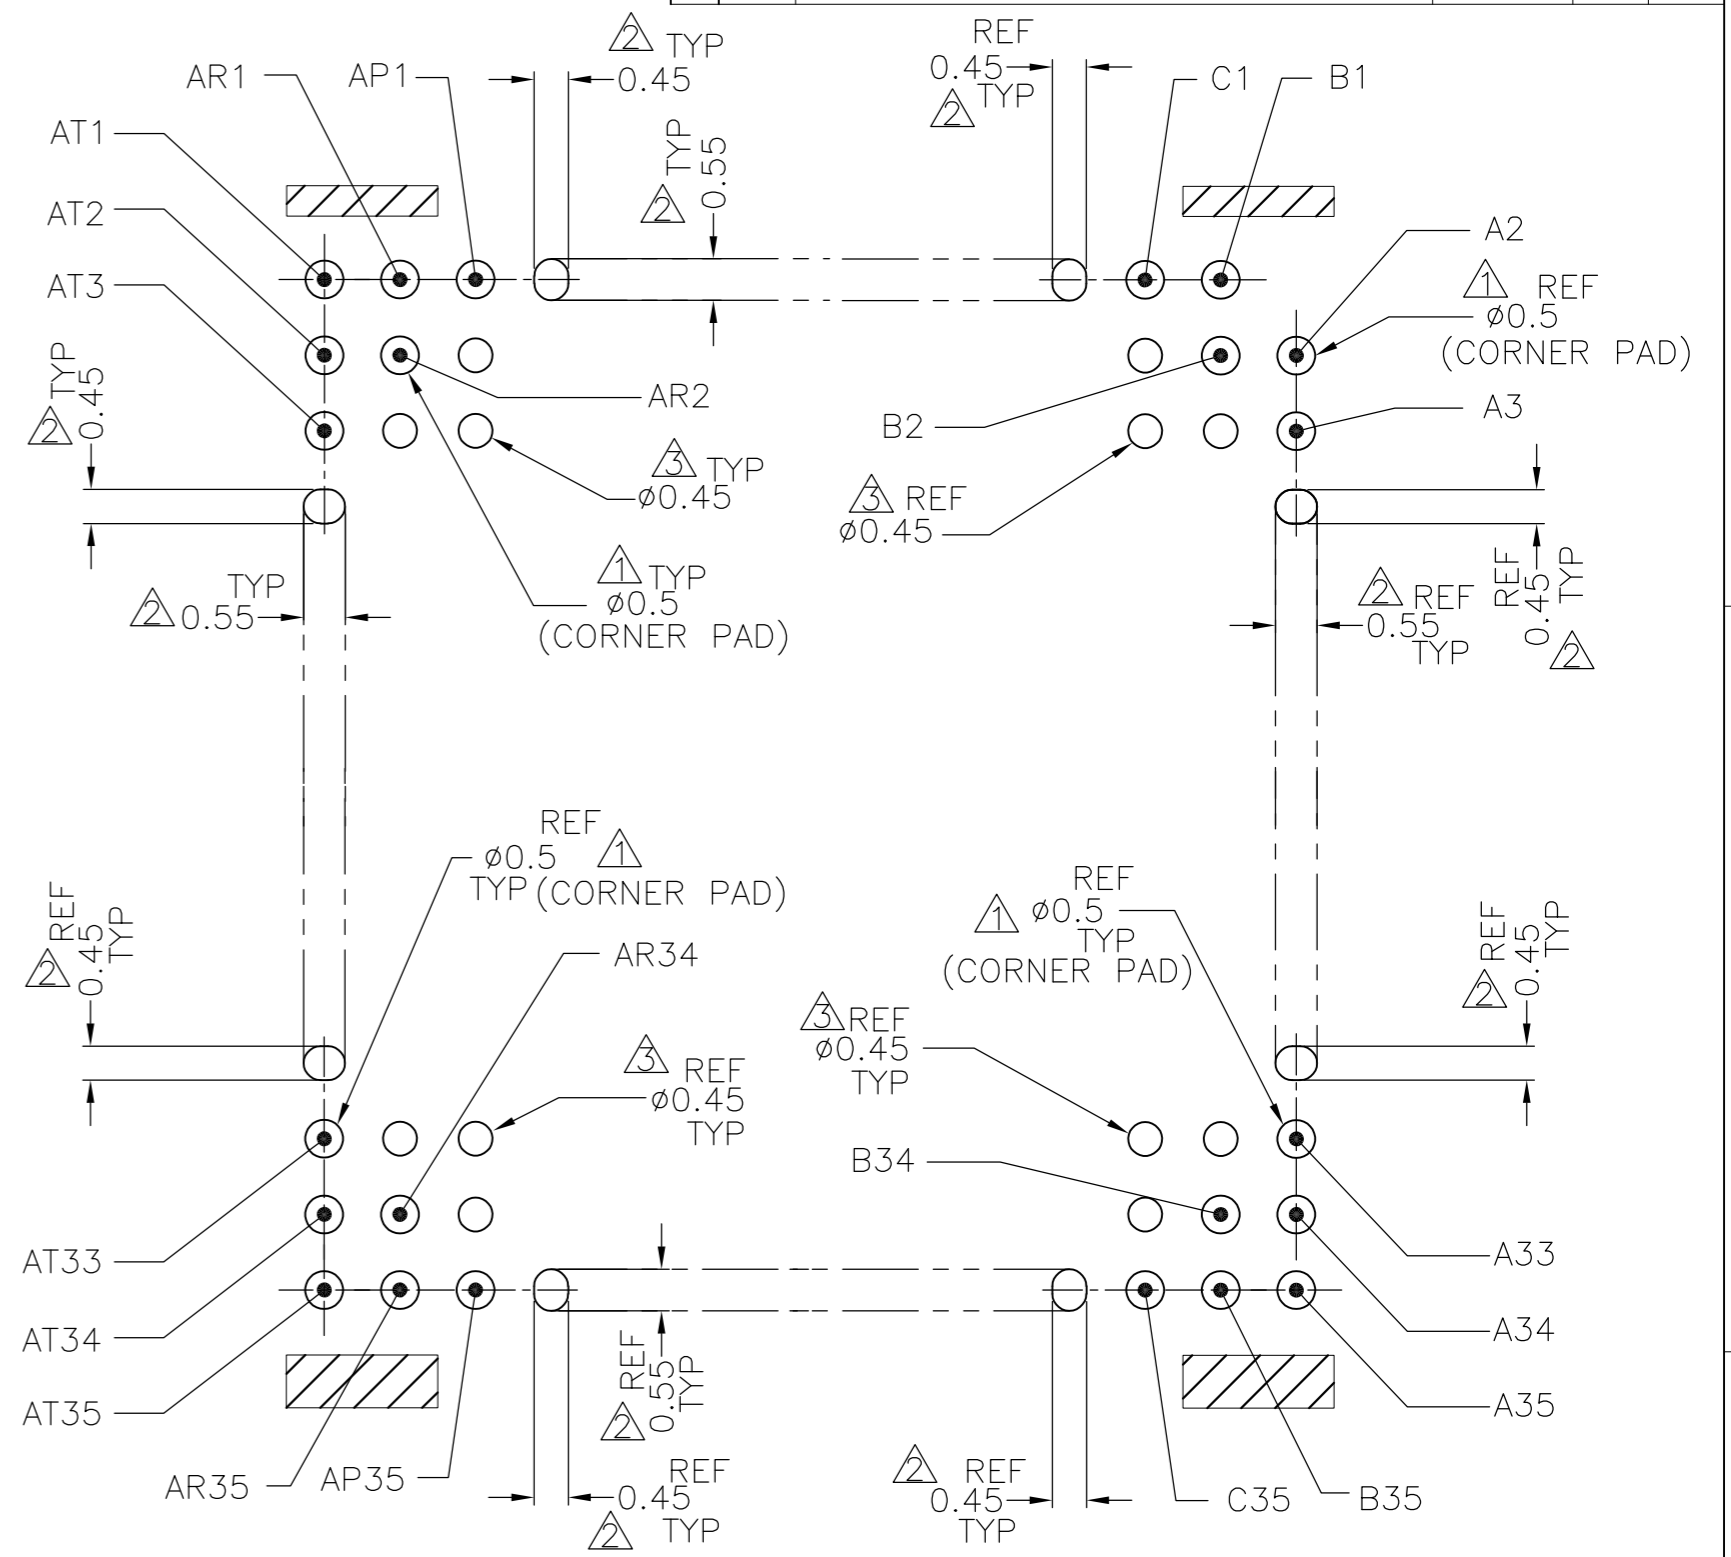 2 TYP
0.45
REF
0.45
TYP
2
AR1
AP1
C1
B1
AT1
2 TYP
0.55
AT2
A2
AT3
1 REF
ø0.5
(CORNER PAD)
2 TYP
0.45
AR2
B2
A3
3 TYP
ø0.45
3 REF
ø0.45
1 TYP
ø0.5
(CORNER PAD)
TYP
2 0.55
2 REF
0.55
TYP
REF
0.45
TYP
2
REF
ø0.5 1
TYP (CORNER PAD)
REF
1 ø0.5
TYP
(CORNER PAD)
2 REF
0.45
TYP
2 REF
0.45
TYP
AR34
3 REF
ø0.45
TYP
3 REF
ø0.45
TYP
B34
AT33
A33
AT34
A34
AT35
A35
2 REF
0.55
TYP
AR35
AP35
REF
0.45
TYP
2
2 REF
0.45
TYP
C35
B35